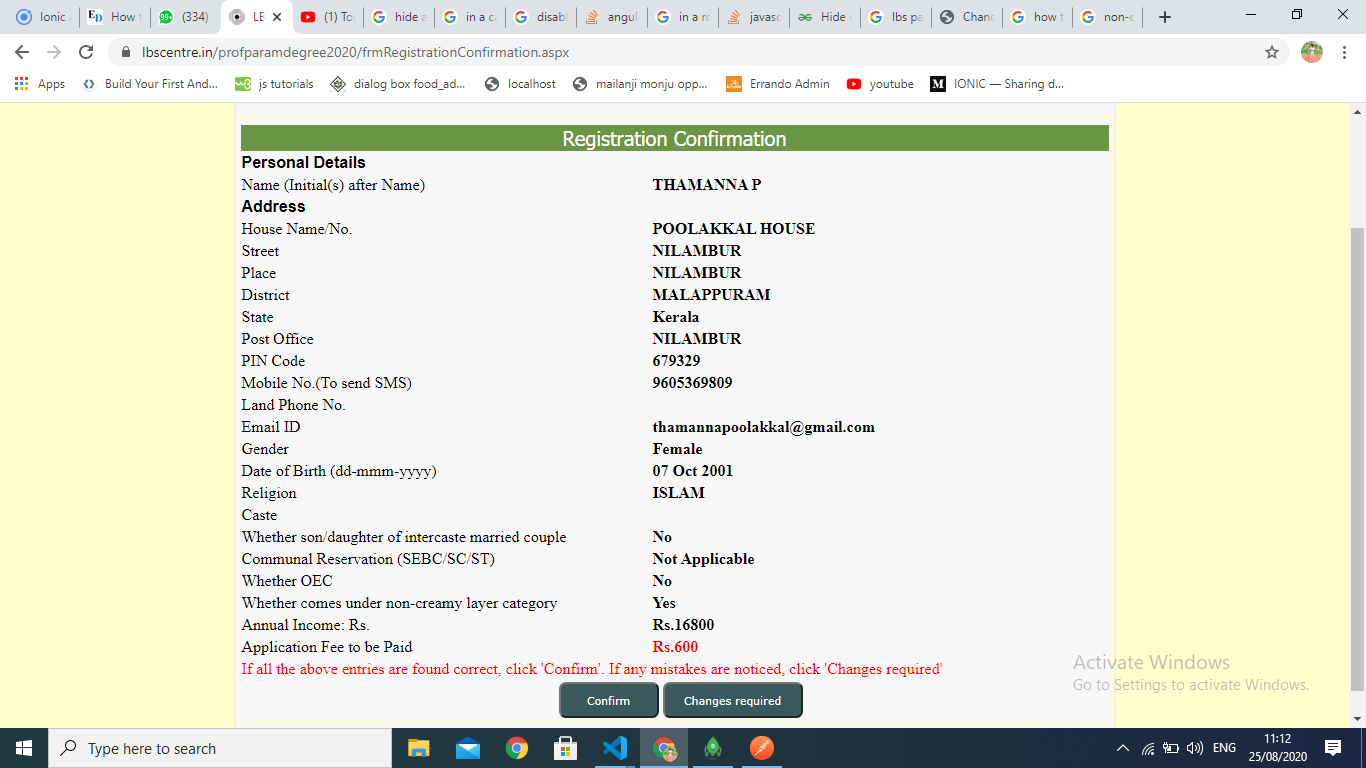 Ionic
How t
(334)
LE
(1) To
hide a
in a ca
disabl
angul
in a ro
javasc
Hide
lbs pa
Chan
how t
non-c
lbscentre.in/profparamdegree2020/frmRegistrationConfirmation.aspx
Apps
Build Your First And...
js tutorials
dialog box food_ad...
localhost
mailanji monju opp...
Errando Admin
youtube
IONIC — Sharing d...
Registration Confirmation
Personal Details
Name (Initial(s) after Name) THAMANNA P
Address
House Name/No. POOLAKKAL HOUSE
Street NILAMBUR
Place NILAMBUR
District MALAPPURAM
State Kerala
Post Office NILAMBUR
PIN Code 679329
Mobile No.(To send SMS) 9605369809
Land Phone No.
Email ID thamannapoolakkal@gmail.com
Gender Female
Date of Birth (dd-mmm-yyyy) 07 Oct 2001
Religion ISLAM
Caste
Whether son/daughter of intercaste married couple No
Communal Reservation (SEBC/SC/ST) Not Applicable
Whether OEC No
Whether comes under non-creamy layer category Yes
Annual Income: Rs. Rs.16800
Application Fee to be Paid Rs.600
If all the above entries are found correct, click 'Confirm'. If any mistakes are noticed, click 'Changes required'
Confirm
Changes required
Activate Windows
Go to Settings to activate Windows.
Type here to search
ENG
11:12
25/08/2020